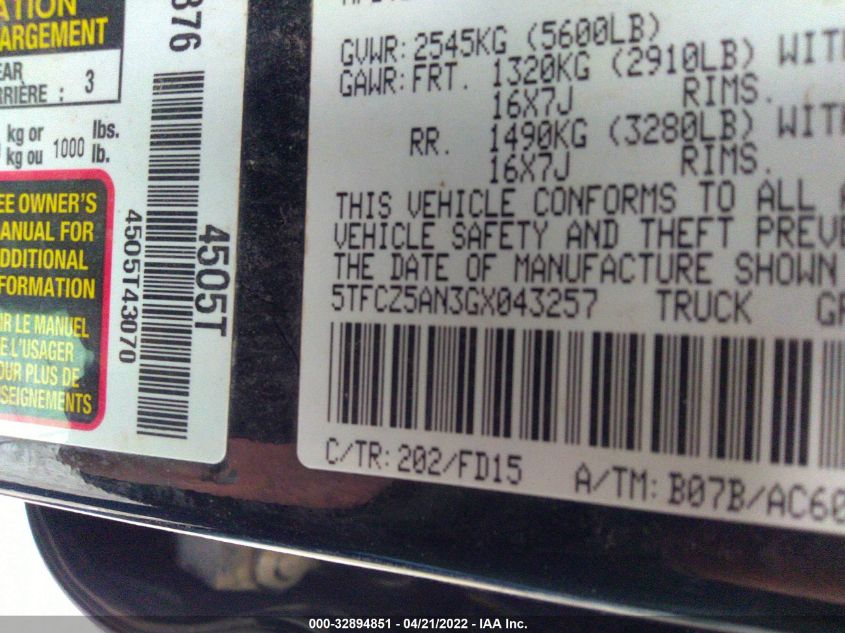 ATION
ARGEMENT
EAR
RRIÈRE : 3
kg or lbs.
kg ou 1000 lb.
EE OWNER'S
ANUAL FOR
DDITIONAL
FORMATION
IR LE MANUEL
E L'USAGER
OUR PLUS DE
SEIGNEMENTS
876
4505T
4505T43070
GVWR: 2545KG (5600LB)
GAWR: FRT. 1320KG (2910LB) WITH
16X7J RIMS.
RR. 1490KG (3280LB) WITH
16X7J RIMS.
THIS VEHICLE CONFORMS TO ALL A
VEHICLE SAFETY AND THEFT PREVE
THE DATE OF MANUFACTURE SHOWN
5TFCZ5AN3GX043257 TRUCK
C/TR: 202/FD15 A/TM: B07B/AC60
000-32894851 / 04/21/2022 - IAA Inc.